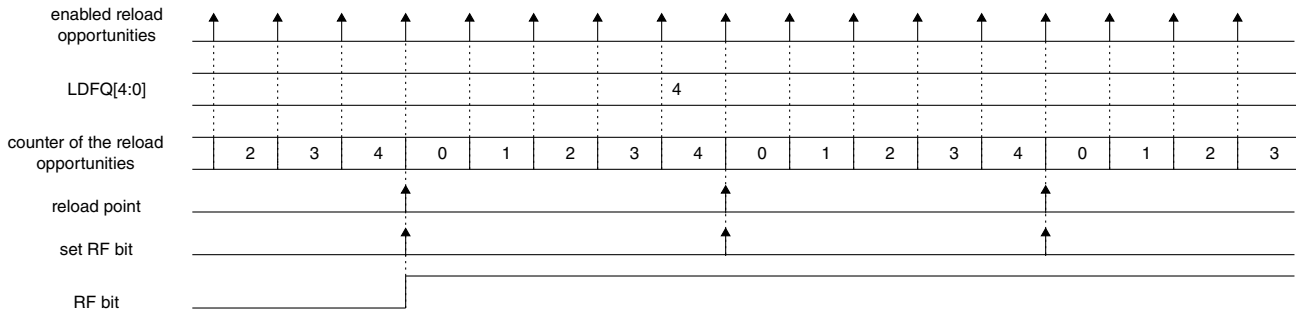 enabled reload
opportunities
LDFQ[4:0]
4
counter of the reload
opportunities
2 3 4 0 1 2 3 4 0 1 2 3 4 0 1 2 3
reload point
set RF bit
RF bit